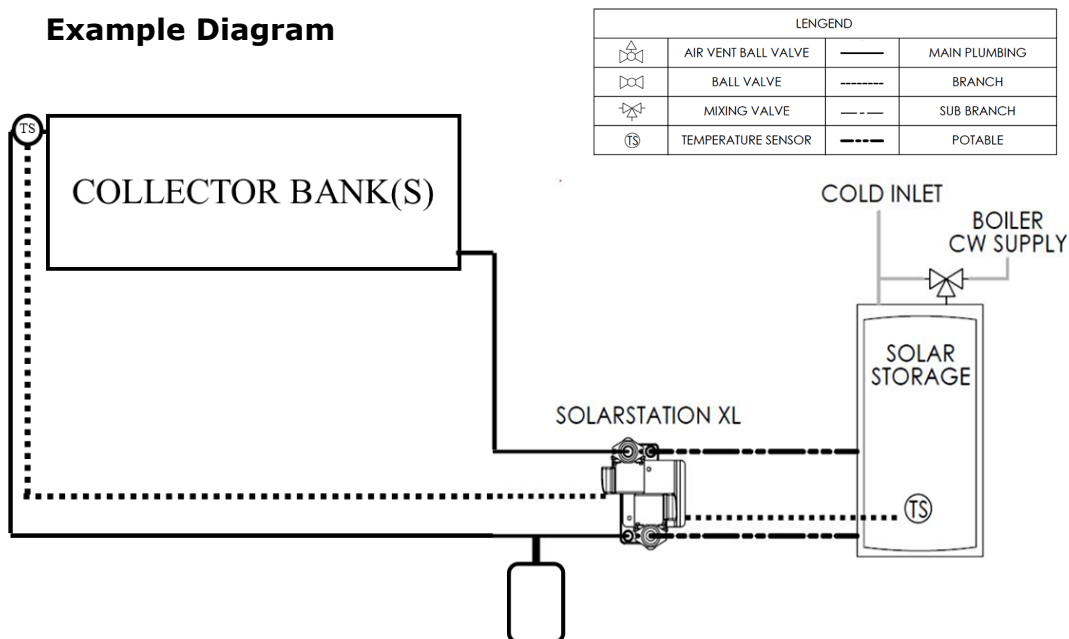 Example Diagram
LENGEND
AIR VENT BALL VALVE MAIN PLUMBING
BALL VALVE BRANCH
MIXING VALVE SUB BRANCH
TS TEMPERATURE SENSOR POTABLE
TS
COLLECTOR BANK(S)
COLD INLET
BOILER
CW SUPPLY
SOLAR
STORAGE
SOLARSTATION XL
TS